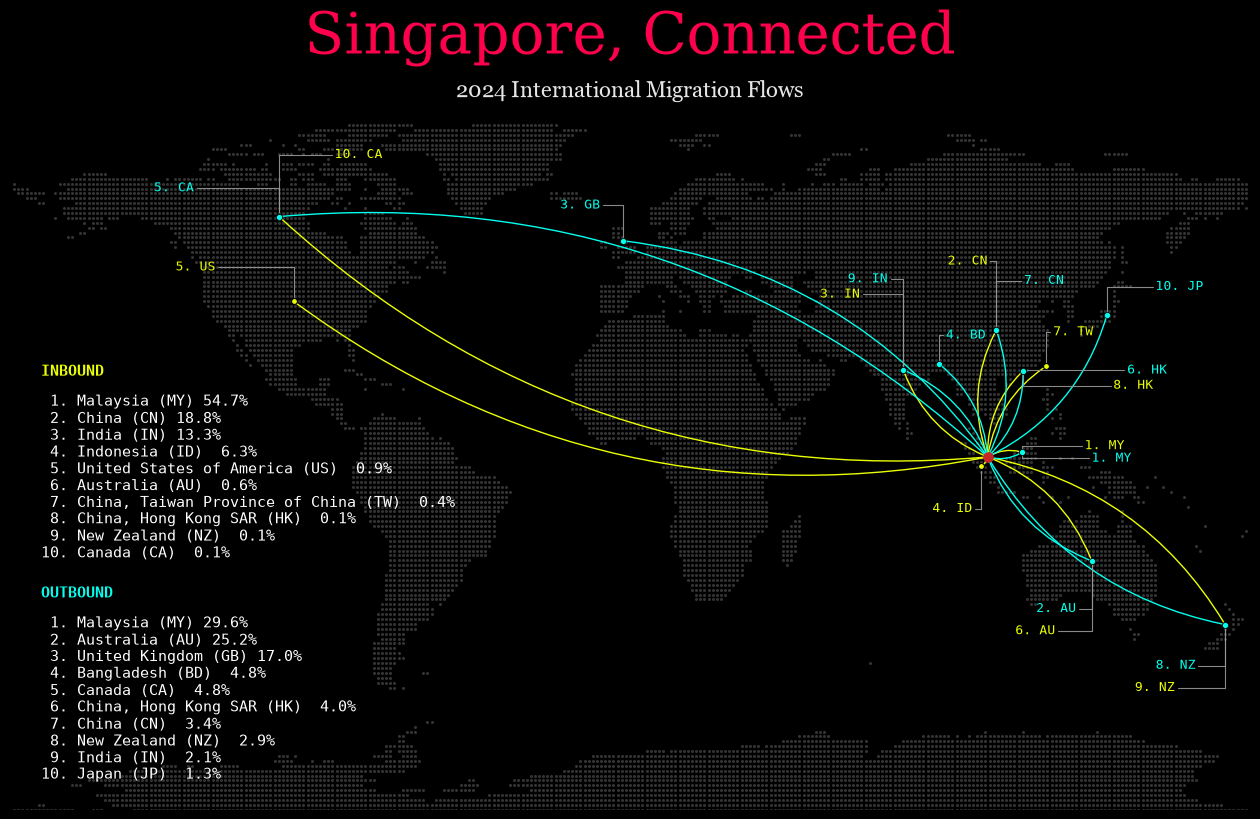 Singapore, Connected
2024 International Migration Flows
10. CA
5. CA
3. GB
5. US
2. CN
9. IN
7. CN
3. IN
10. JP
4. BD
7. TW
6. HK
8. HK
1. MY
1. MY
4. ID
2. AU
6. AU
8. NZ
9. NZ
INBOUND
1. Malaysia (MY) 54.7%
2. China (CN) 18.8%
3. India (IN) 13.3%
4. Indonesia (ID) 6.3%
5. United States of America (US) 0.9%
6. Australia (AU) 0.6%
7. China, Taiwan Province of China (TW) 0.4%
8. China, Hong Kong SAR (HK) 0.1%
9. New Zealand (NZ) 0.1%
10. Canada (CA) 0.1%
OUTBOUND
1. Malaysia (MY) 29.6%
2. Australia (AU) 25.2%
3. United Kingdom (GB) 17.0%
4. Bangladesh (BD) 4.8%
5. Canada (CA) 4.8%
6. China, Hong Kong SAR (HK) 4.0%
7. China (CN) 3.4%
8. New Zealand (NZ) 2.9%
9. India (IN) 2.1%
10. Japan (JP) 1.3%